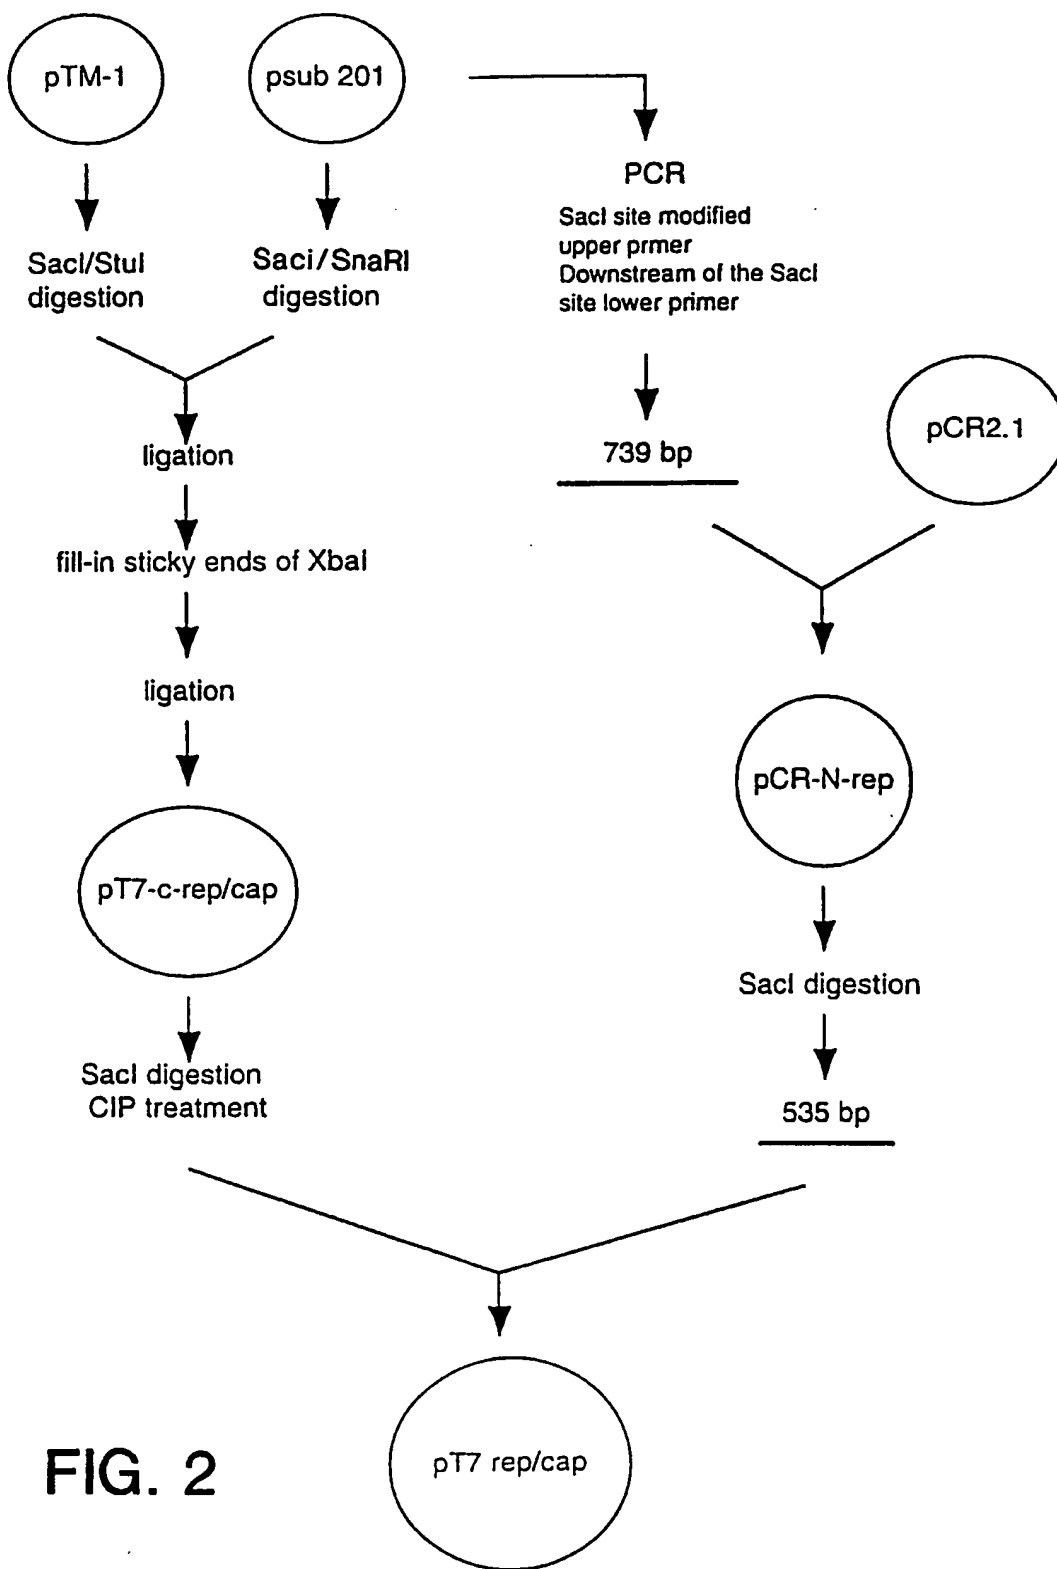 pTM-1
psub 201
PCR
SacI site modified
upper prmer
Downstream of the SacI
site lower primer
SacI/StuI
digestion
Saci/SnaRI
digestion
739 bp
pCR2.1
ligation
fill-in sticky ends of XbaI
ligation
pCR-N-rep
pT7-c-rep/cap
SacI digestion
SacI digestion
CIP treatment
535 bp
pT7 rep/cap
FIG. 2